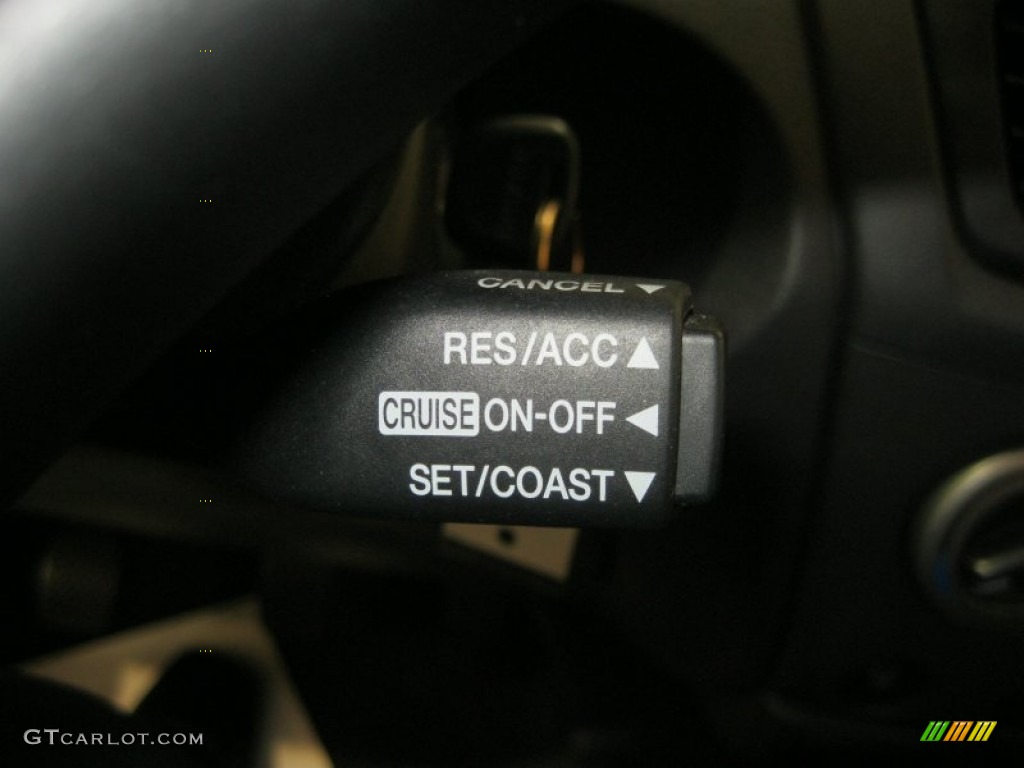 CANCEL ▼
RES/ACC ▲
CRUISE ON-OFF ◀
SET/COAST ▼
GTCARLOT.COM